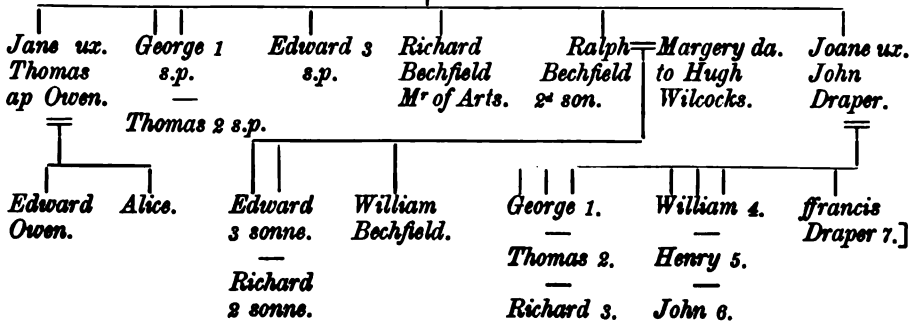 Jane ux.
Thomas
ap Owen.
George 1
s.p.
—
Thomas 2 s.p.
Edward 3
s.p.
Richard
Bechfield
Mr of Arts.
Ralph
Bechfield
2d son.
Margery da.
to Hugh
Wilcocks.
Joane ux.
John
Draper.
Edward
Owen.
Alice.
Edward
3 sonne.
—
Richard
2 sonne.
William
Bechfield.
George 1.
—
Thomas 2.
—
Richard 3.
William 4.
—
Henry 5.
—
John 6.
ffrancis
Draper 7.]